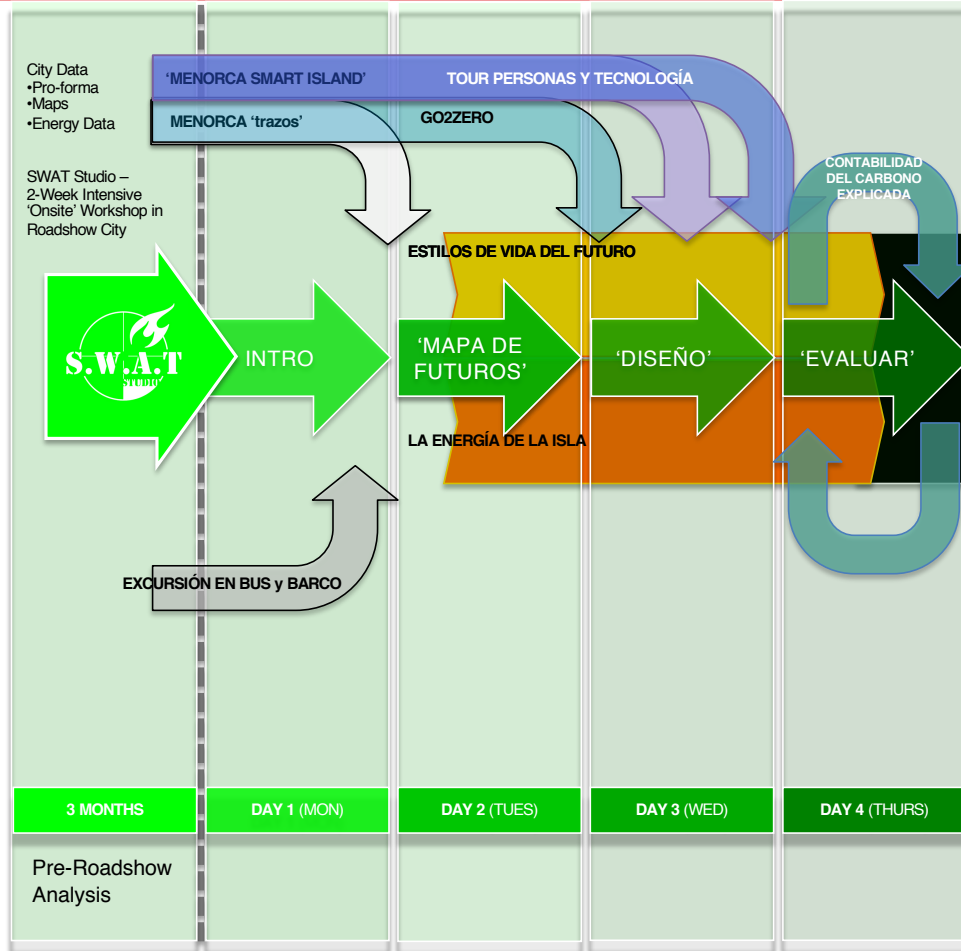 City Data
•Pro-forma
•Maps
•Energy Data
SWAT Studio –
2-Week Intensive
'Onsite' Workshop in
Roadshow City
'MENORCA SMART ISLAND'
TOUR PERSONAS Y TECNOLOGÍA
MENORCA 'trazos'
GO2ZERO
CONTABILIDAD
DEL CARBONO
EXPLICADA
ESTILOS DE VIDA DEL FUTURO
S.W.A.T
STUDIO
INTRO
'MAPA DE
FUTUROS'
'DISEÑO'
'EVALUAR'
LA ENERGÍA DE LA ISLA
EXCURSIÓN EN BUS y BARCO
3 MONTHS
DAY 1 (MON)
DAY 2 (TUES)
DAY 3 (WED)
DAY 4 (THURS)
Pre-Roadshow
Analysis